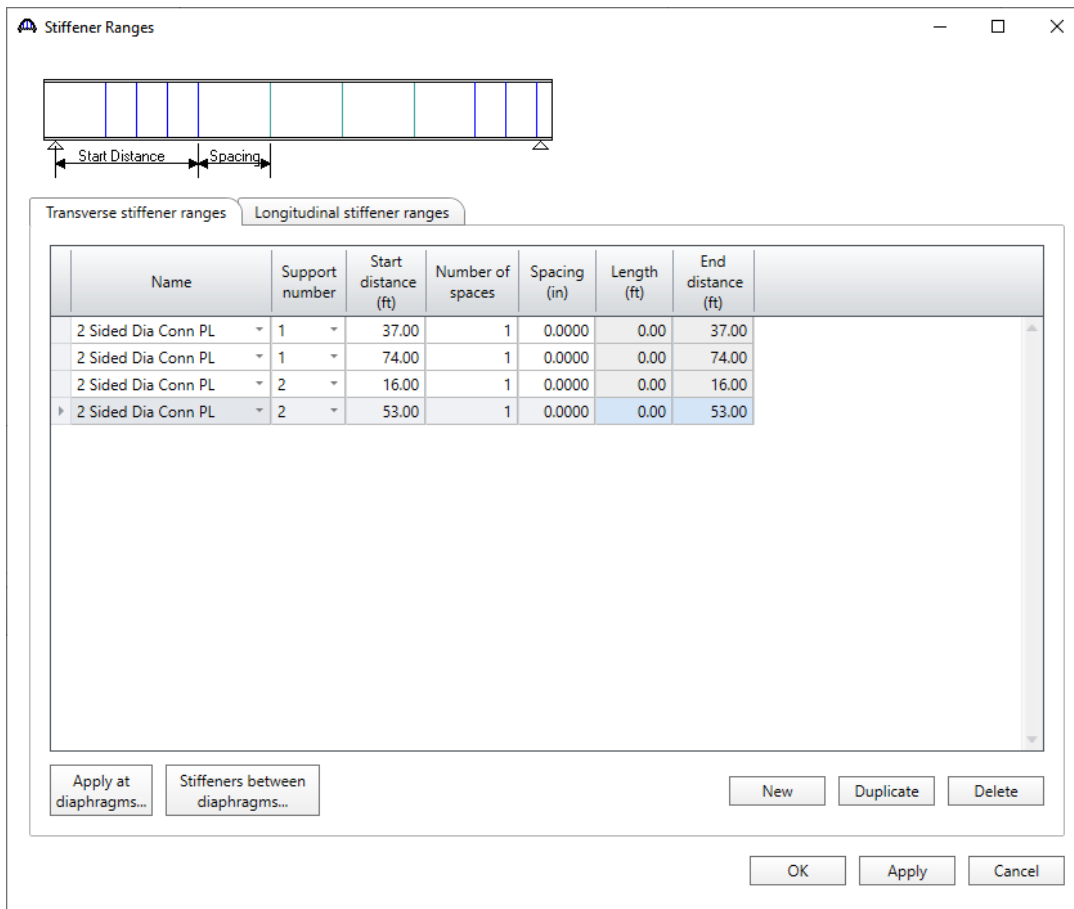 Stiffener Ranges
Start Distance Spacing
Transverse stiffener ranges Longitudinal stiffener ranges
Name Support number Start distance (ft) Number of spaces Spacing (in) Length (ft) End distance (ft)
2 Sided Dia Conn PL 1 37.00 1 0.0000 0.00 37.00
2 Sided Dia Conn PL 1 74.00 1 0.0000 0.00 74.00
2 Sided Dia Conn PL 2 16.00 1 0.0000 0.00 16.00
2 Sided Dia Conn PL 2 53.00 1 0.0000 0.00 53.00
Apply at diaphragms... Stiffeners between diaphragms... New Duplicate Delete
OK Apply Cancel